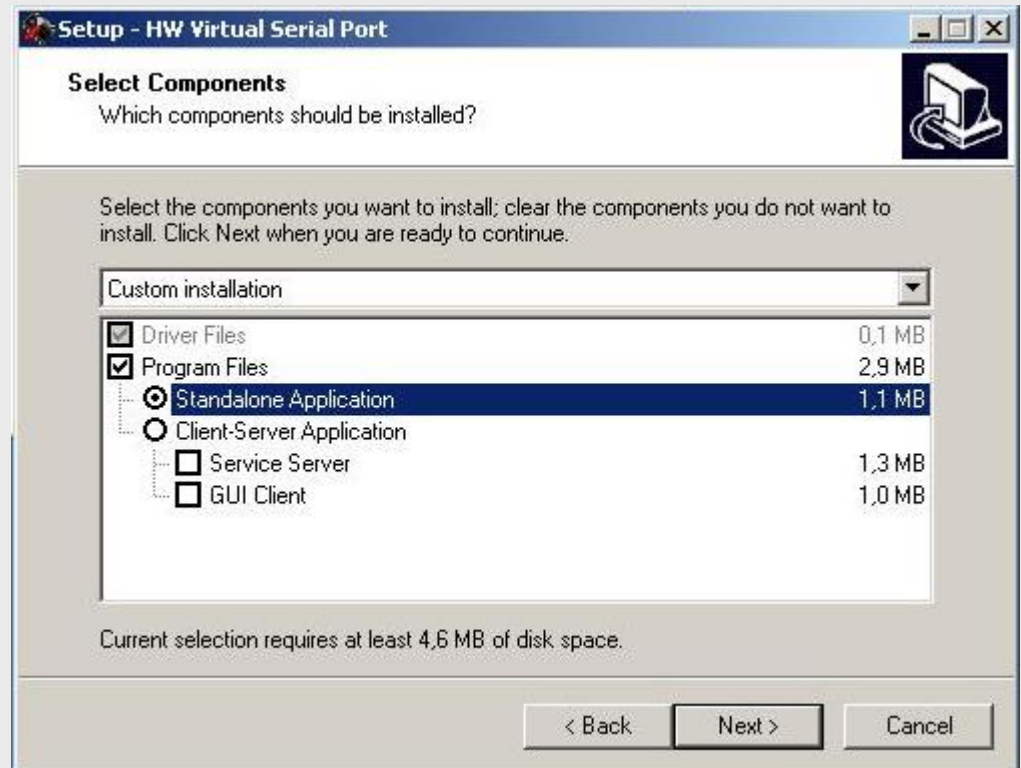 Setup - HW Virtual Serial Port
Select Components
Which components should be installed?
Select the components you want to install; clear the components you do not want to
install. Click Next when you are ready to continue.
Custom installation
Driver Files 0,1 MB
Program Files 2,9 MB
Standalone Application 1,1 MB
Client-Server Application
Service Server 1,3 MB
GUI Client 1,0 MB
Current selection requires at least 4,6 MB of disk space.
< Back Next > Cancel